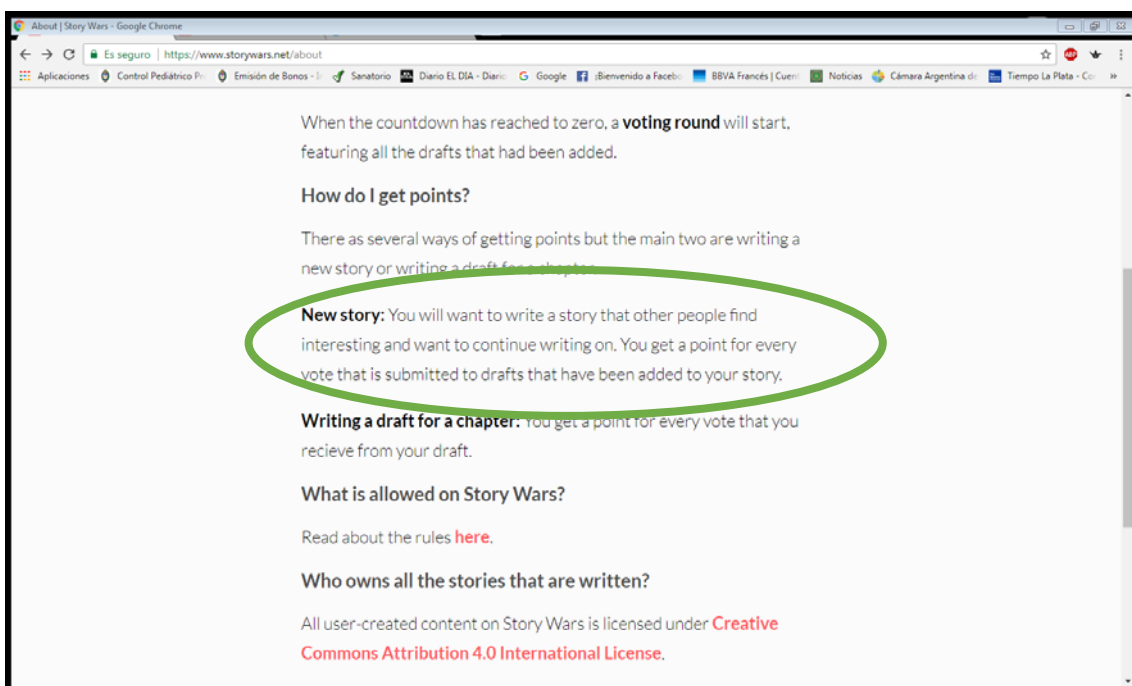 About | Story Wars - Google Chrome
Es seguro | https://www.storywars.net/about
Aplicaciones Control Pediátrico Emisión de Bonos Sanatorio Diario EL DIA - Diario Google ¡Bienvenido a BBVA Francés | Cuent Noticias Cámara Argentina de Tiempo La Plata »
When the countdown has reached to zero, a voting round will start,
featuring all the drafts that had been added.
How do I get points?
There as several ways of getting points but the main two are writing a
new story or writing a draft for a chapter.
New story: You will want to write a story that other people find
interesting and want to continue writing on. You get a point for every
vote that is submitted to drafts that have been added to your story.
Writing a draft for a chapter: You get a point for every vote that you
recieve from your draft.
What is allowed on Story Wars?
Read about the rules here.
Who owns all the stories that are written?
All user-created content on Story Wars is licensed under Creative
Commons Attribution 4.0 International License.